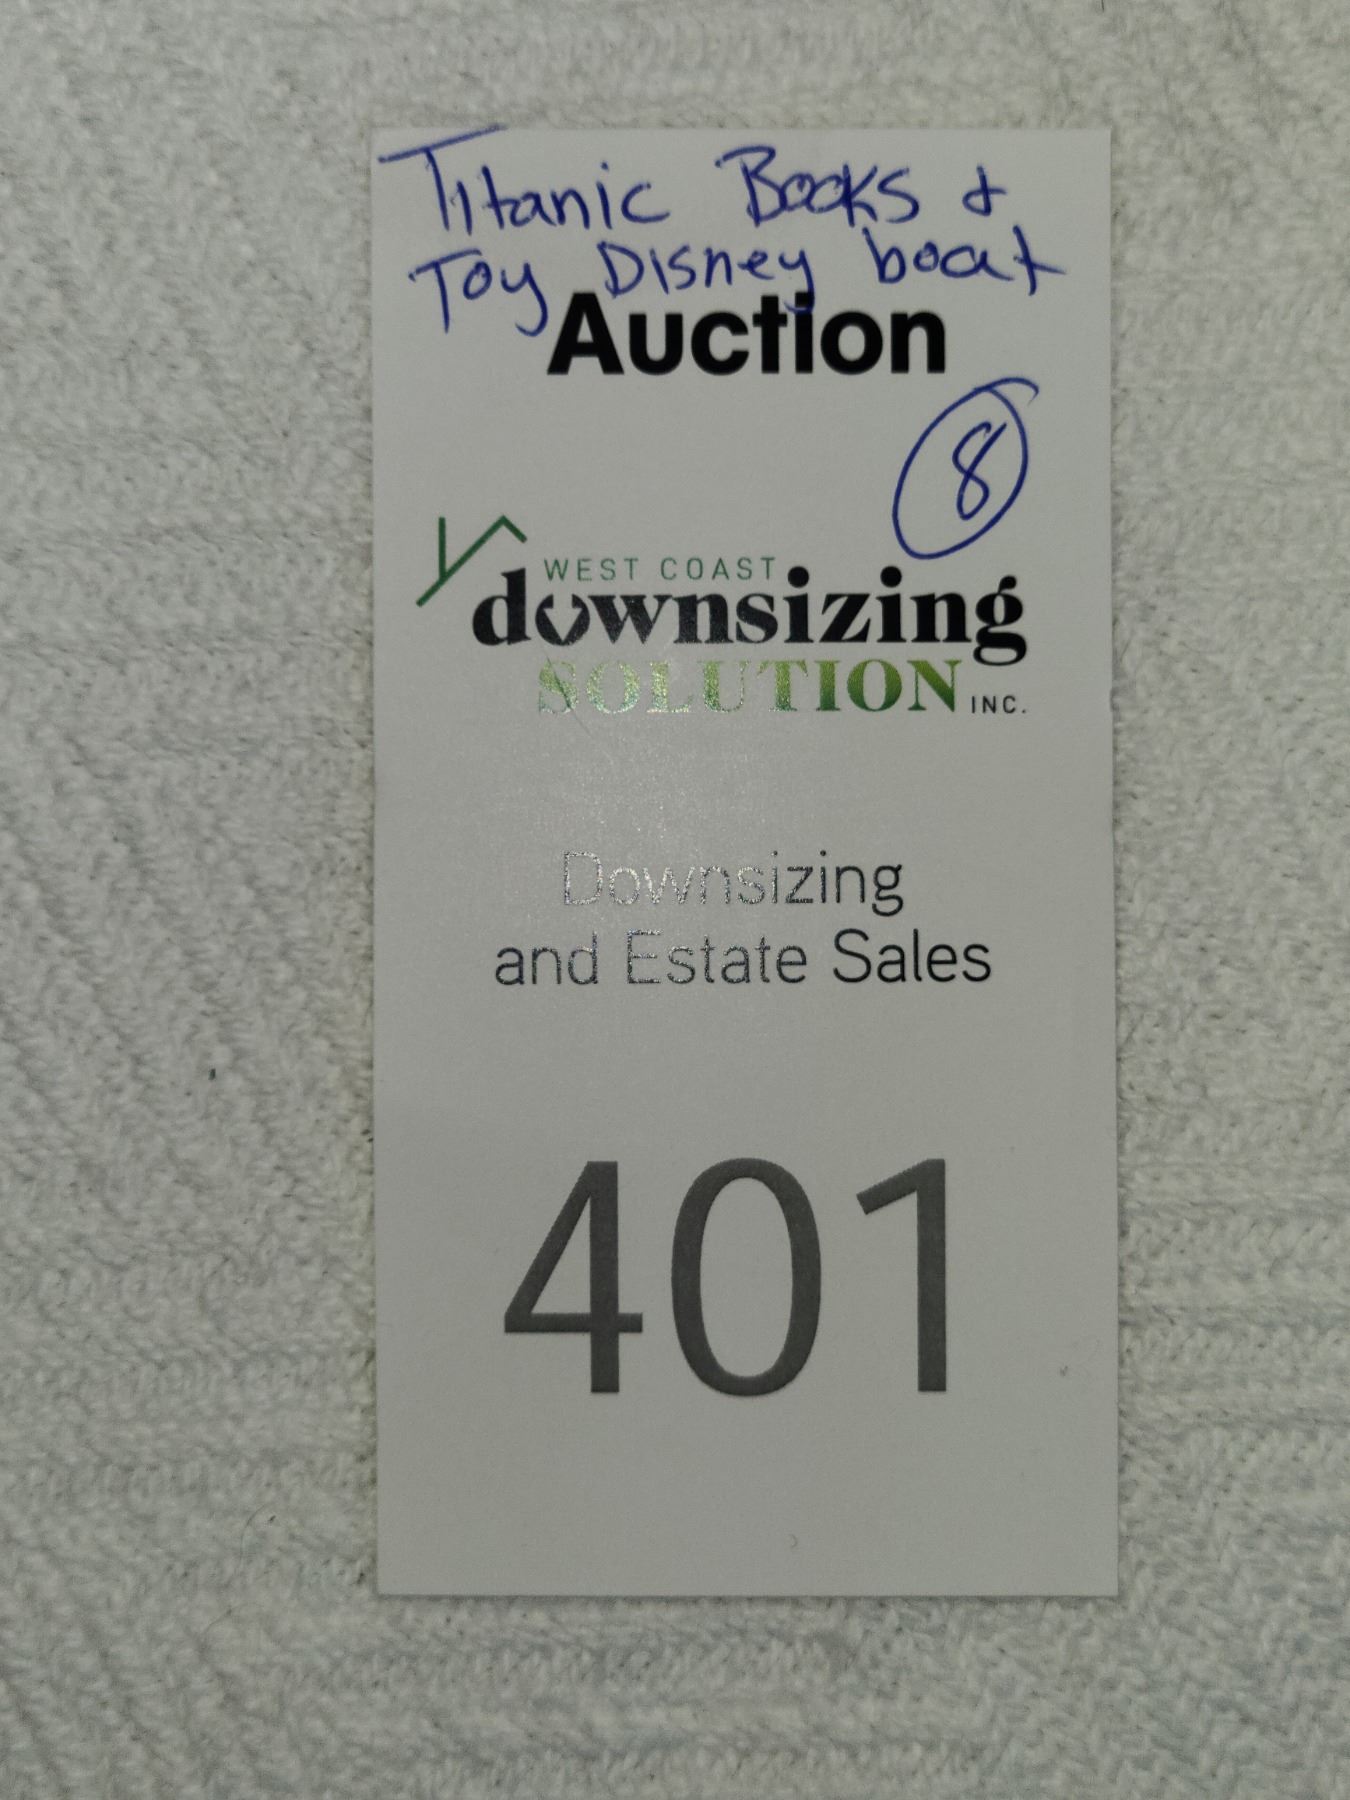 Titanic Books &
Toy Disney boat
Auction
8
WEST COAST
downsizing
SOLUTION INC.
Downsizing
and Estate Sales
401